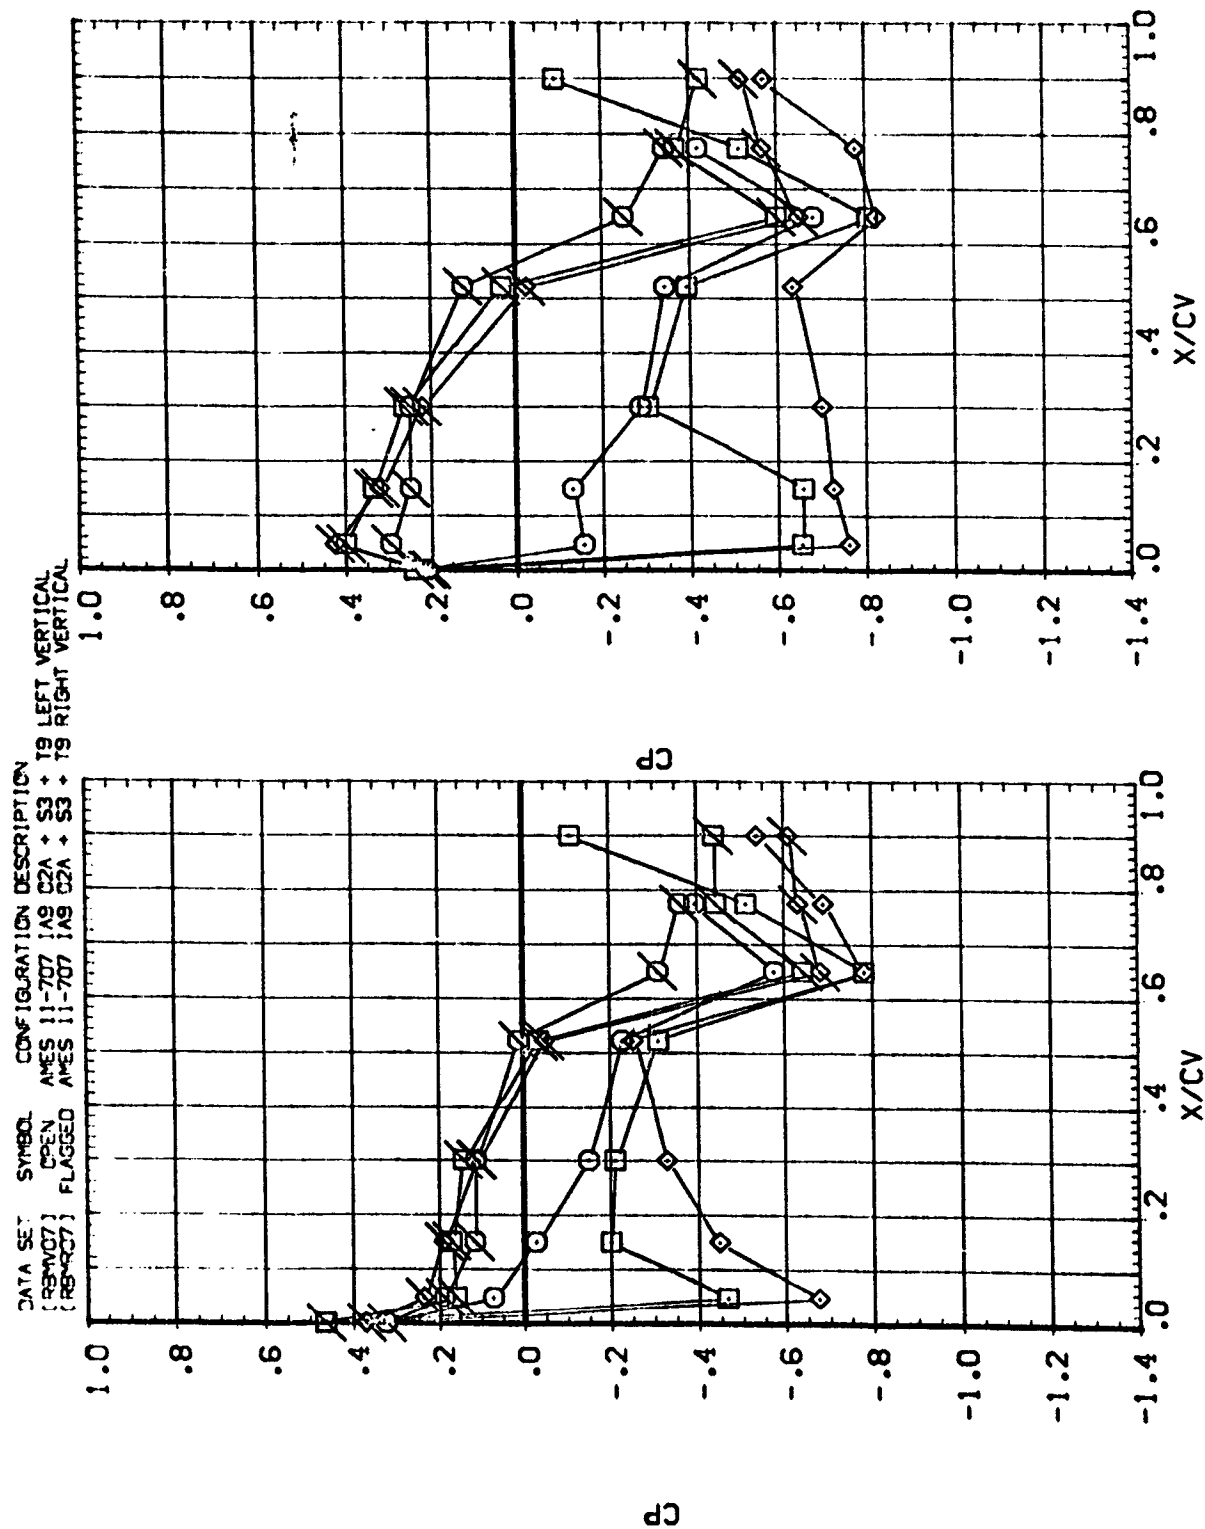 DATA SET SYMBOL CONFIGURATION DESCRIPTION
[RBMV07] OPEN AMES 11-707 IA9 O2A + S3 + T9 LEFT VERTICAL
[RBMR07] FLAGGED AMES 11-707 IA9 O2A + S3 + T9 RIGHT VERTICAL
CP
1.0
.8
.6
.4
.2
.0
-.2
-.4
-.6
-.8
-1.0
-1.2
-1.4
.0 .2 .4 .6 .8 1.0
X/CV
CP
1.0
.8
.6
.4
.2
.0
-.2
-.4
-.6
-.8
-1.0
-1.2
-1.4
.0 .2 .4 .6 .8 1.0
X/CV